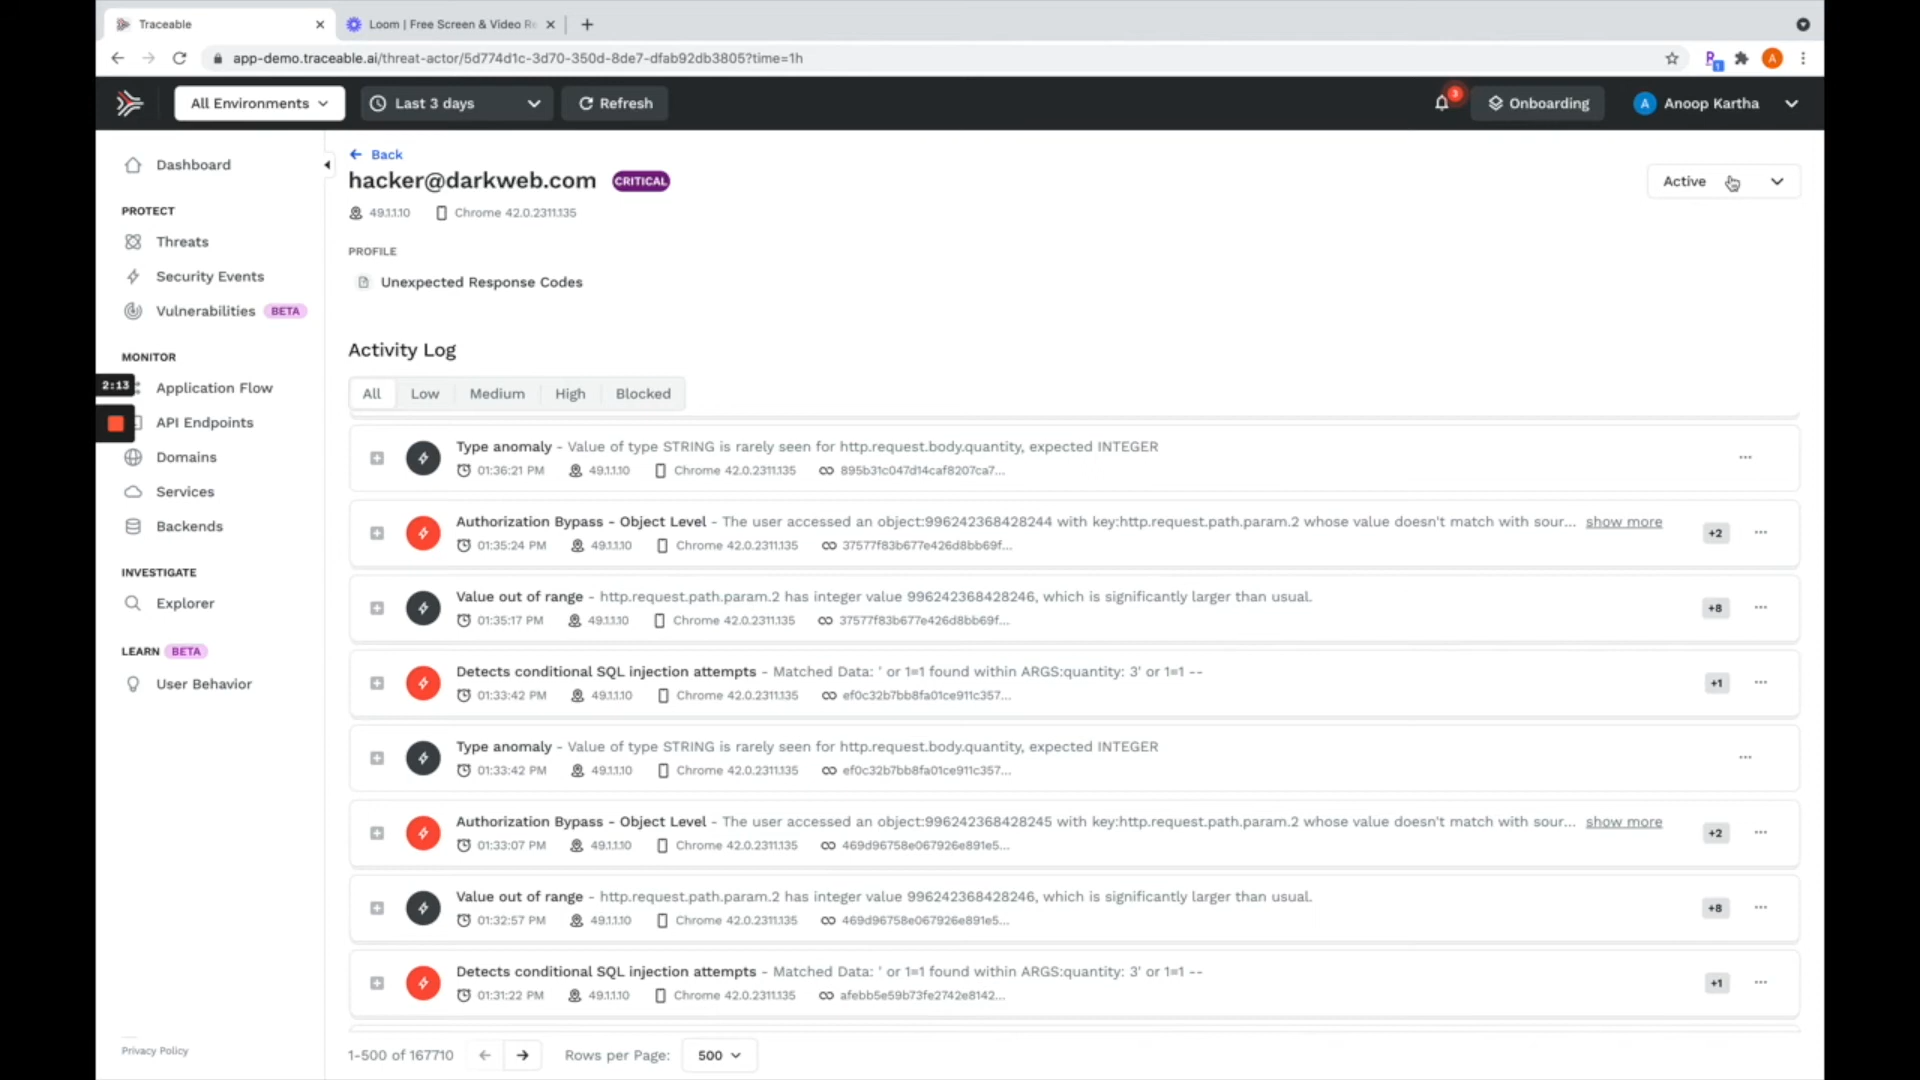 Traceable
Loom | Free Screen & Video Re
app-demo.traceable.ai/threat-actor/5d774d1c-3d70-350d-8de7-dfab92db3805?time=1h
1
A
All Environments
Last 3 days
Refresh
3
Onboarding
A
Anoop Kartha
Dashboard
PROTECT
Threats
Security Events
Vulnerabilities BETA
MONITOR
Application Flow
2:13
API Endpoints
Domains
Services
Backends
INVESTIGATE
Explorer
LEARN BETA
User Behavior
Privacy Policy
Back
hacker@darkweb.com CRITICAL
Active
49.1.1.10 Chrome 42.0.2311.135
PROFILE
Unexpected Response Codes
Activity Log
All Low Medium High Blocked
Type anomaly - Value of type STRING is rarely seen for http.request.body.quantity, expected INTEGER
01:36:21 PM 49.1.1.10 Chrome 42.0.2311.135 895b31c047d14caf8207ca7...
Authorization Bypass - Object Level - The user accessed an object:996242368428244 with key:http.request.path.param.2 whose value doesn't match with sour... show more
+2
01:35:24 PM 49.1.1.10 Chrome 42.0.2311.135 37577f83b677e426d8bb69f...
Value out of range - http.request.path.param.2 has integer value 996242368428246, which is significantly larger than usual.
+8
01:35:17 PM 49.1.1.10 Chrome 42.0.2311.135 37577f83b677e426d8bb69f...
Detects conditional SQL injection attempts - Matched Data: ' or 1=1 found within ARGS:quantity: 3' or 1=1 --
+1
01:33:42 PM 49.1.1.10 Chrome 42.0.2311.135 ef0c32b7bb8fa01ce911c357...
Type anomaly - Value of type STRING is rarely seen for http.request.body.quantity, expected INTEGER
01:33:42 PM 49.1.1.10 Chrome 42.0.2311.135 ef0c32b7bb8fa01ce911c357...
Authorization Bypass - Object Level - The user accessed an object:996242368428245 with key:http.request.path.param.2 whose value doesn't match with sour... show more
+2
01:33:07 PM 49.1.1.10 Chrome 42.0.2311.135 469d96758e067926e891e5...
Value out of range - http.request.path.param.2 has integer value 996242368428246, which is significantly larger than usual.
+8
01:32:57 PM 49.1.1.10 Chrome 42.0.2311.135 469d96758e067926e891e5...
Detects conditional SQL injection attempts - Matched Data: ' or 1=1 found within ARGS:quantity: 3' or 1=1 --
+1
01:31:22 PM 49.1.1.10 Chrome 42.0.2311.135 afebb5e59b73fe2742e8142...
1-500 of 167710 Rows per Page: 500